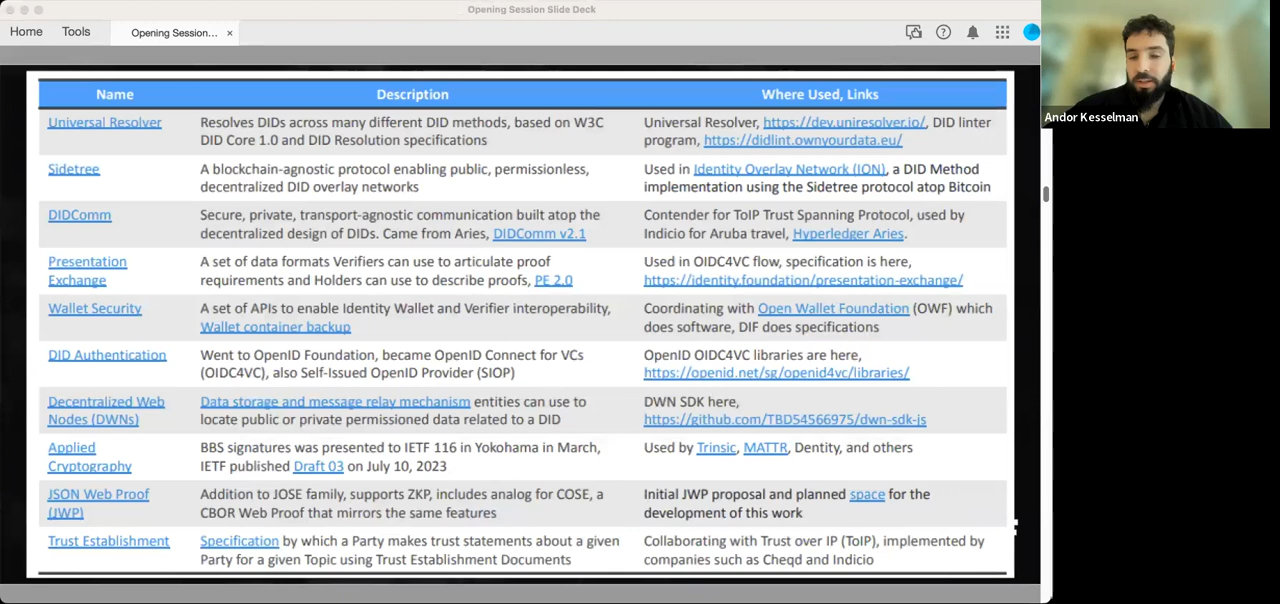 Opening Session Slide Deck
Home Tools Opening Session... ×
Andor Kesselman
Name Description Where Used, Links
Universal Resolver
Resolves DIDs across many different DID methods, based on W3C
DID Core 1.0 and DID Resolution specifications
Universal Resolver, https://dev.uniresolver.io/, DID linter
program, https://didlint.ownyourdata.eu/
Sidetree
A blockchain-agnostic protocol enabling public, permissionless,
decentralized DID overlay networks
Used in Identity Overlay Network (ION), a DID Method
implementation using the Sidetree protocol atop Bitcoin
DIDComm
Secure, private, transport-agnostic communication built atop the
decentralized design of DIDs. Came from Aries, DIDComm v2.1
Contender for ToIP Trust Spanning Protocol, used by
Indicio for Aruba travel, Hyperledger Aries.
Presentation
Exchange
A set of data formats Verifiers can use to articulate proof
requirements and Holders can use to describe proofs, PE 2.0
Used in OIDC4VC flow, specification is here,
https://identity.foundation/presentation-exchange/
Wallet Security
A set of APIs to enable Identity Wallet and Verifier interoperability,
Wallet container backup
Coordinating with Open Wallet Foundation (OWF) which
does software, DIF does specifications
DID Authentication
Went to OpenID Foundation, became OpenID Connect for VCs
(OIDC4VC), also Self-Issued OpenID Provider (SIOP)
OpenID OIDC4VC libraries are here,
https://openid.net/sg/openid4vc/libraries/
Decentralized Web
Nodes (DWNs)
Data storage and message relay mechanism entities can use to
locate public or private permissioned data related to a DID
DWN SDK here,
https://github.com/TBD54566975/dwn-sdk-js
Applied
Cryptography
BBS signatures was presented to IETF 116 in Yokohama in March,
IETF published Draft 03 on July 10, 2023
Used by Trinsic, MATTR, Dentity, and others
JSON Web Proof
(JWP)
Addition to JOSE family, supports ZKP, includes analog for COSE, a
CBOR Web Proof that mirrors the same features
Initial JWP proposal and planned space for the
development of this work
Trust Establishment
Specification by which a Party makes trust statements about a given
Party for a given Topic using Trust Establishment Documents
Collaborating with Trust over IP (ToIP), implemented by
companies such as Cheqd and Indicio